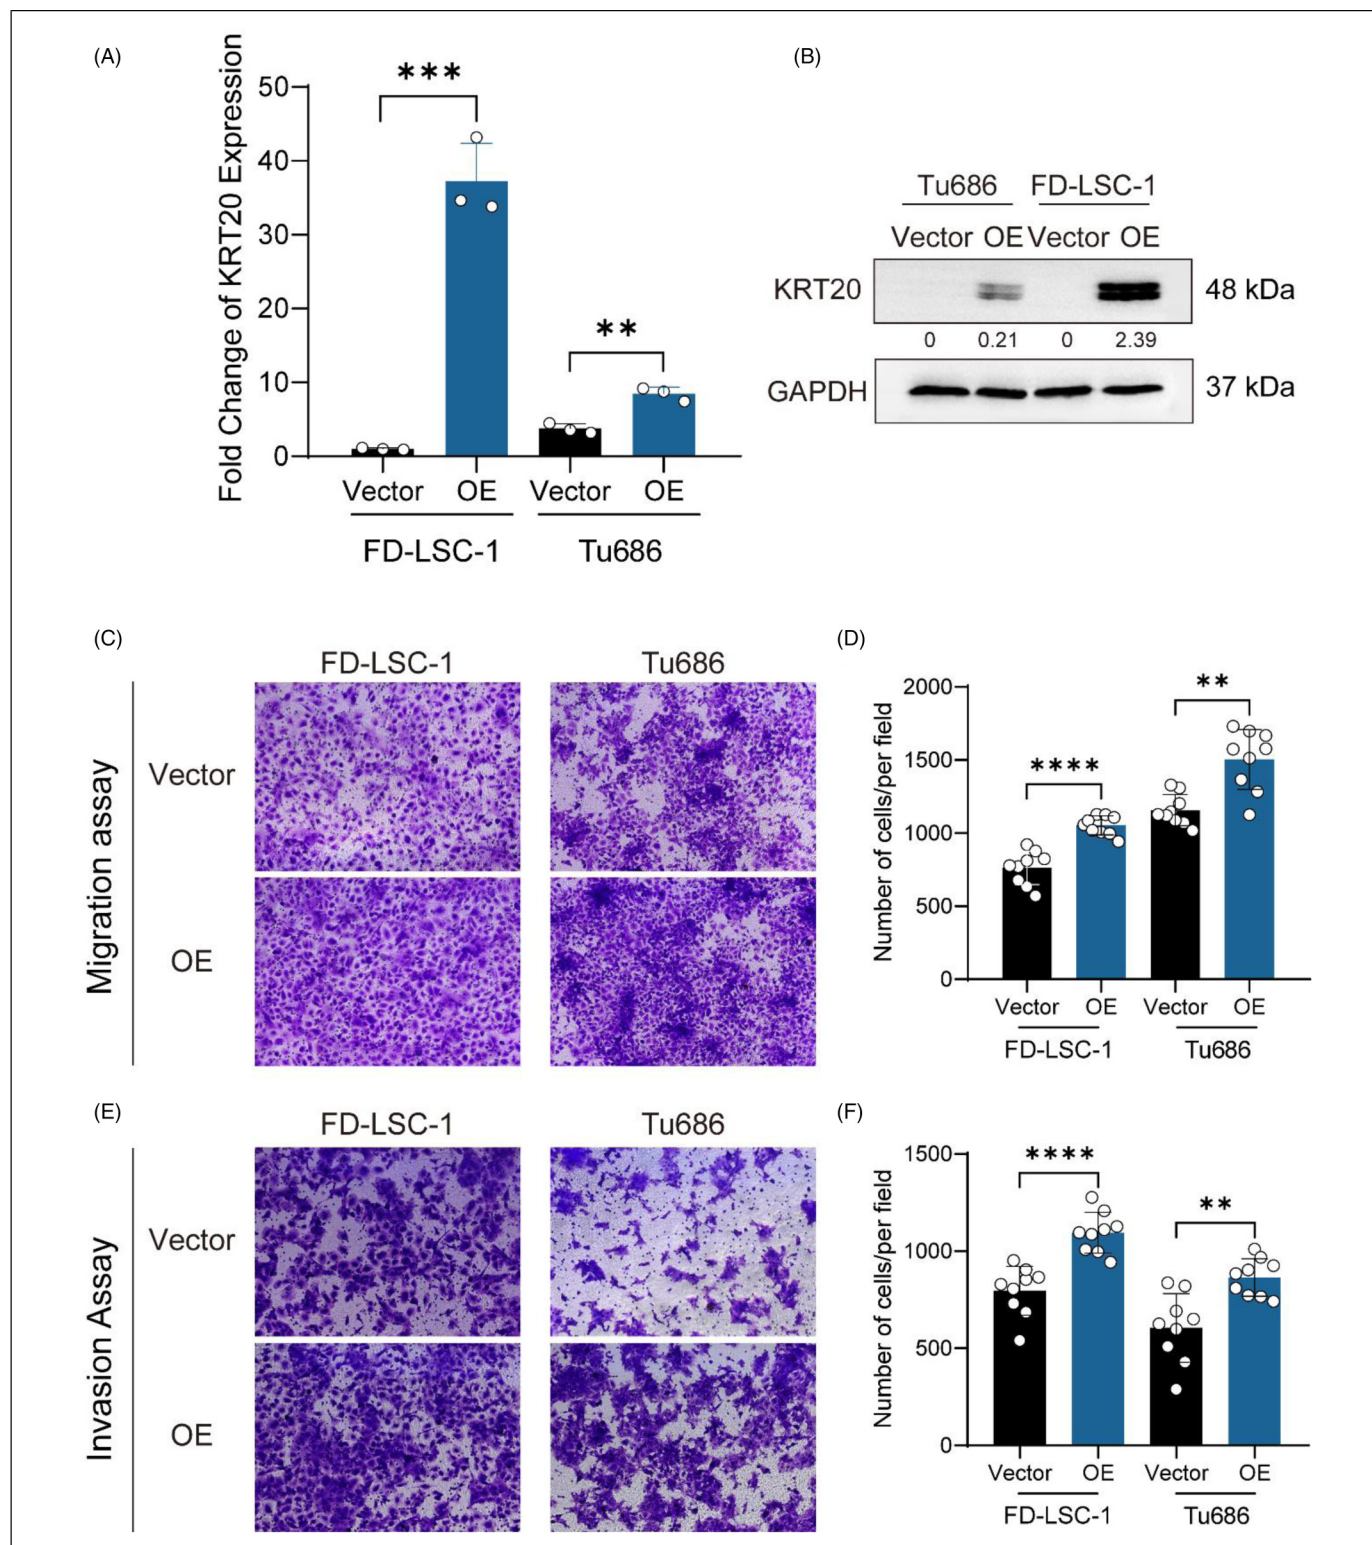 (A)
Fold Change of KRT20 Expression
50
40
30
20
10
0
***
**
Vector OE Vector OE
FD-LSC-1 Tu686
(B)
Tu686 FD-LSC-1
Vector OE Vector OE
KRT20 48 kDa
0 0.21 0 2.39
GAPDH 37 kDa
(C)
FD-LSC-1 Tu686
Migration assay
Vector
OE
(D)
Number of cells/per field
2000
1500
1000
500
0
****
**
Vector OE Vector OE
FD-LSC-1 Tu686
(E)
FD-LSC-1 Tu686
Invasion Assay
Vector
OE
(F)
Number of cells/per field
1500
1000
500
0
****
**
Vector OE Vector OE
FD-LSC-1 Tu686